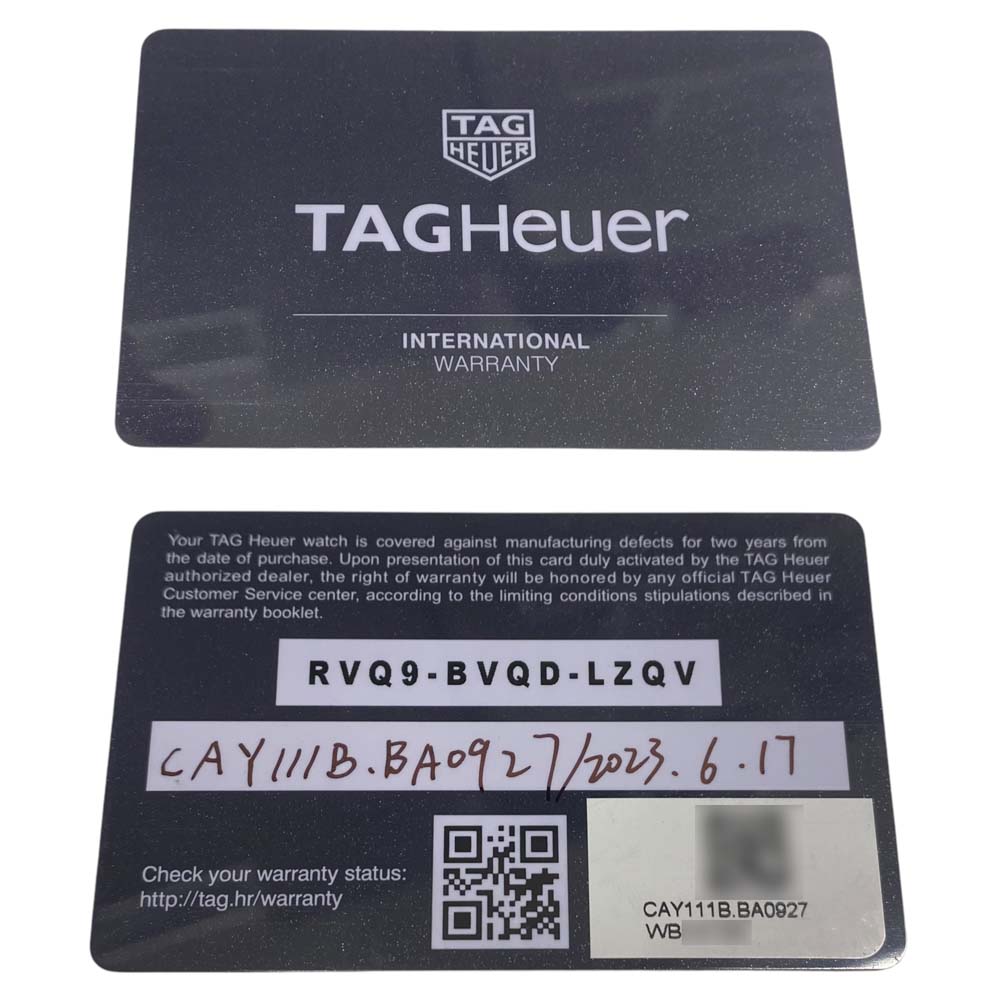 TAG
HEUER
TAGHeuer
INTERNATIONAL
WARRANTY
Your TAG Heuer watch is covered against manufacturing defects for two years from
the date of purchase. Upon presentation of this card duly activated by the TAG Heuer
authorized dealer, the right of warranty will be honored by any official TAG Heuer
Customer Service center, according to the limiting conditions stipulations described in
the warranty booklet.
RVQ9-BVQD-LZQV
CAY111B.BA0927/2023.6.17
Check your warranty status:
http://tag.hr/warranty
CAY111B.BA0927
WB